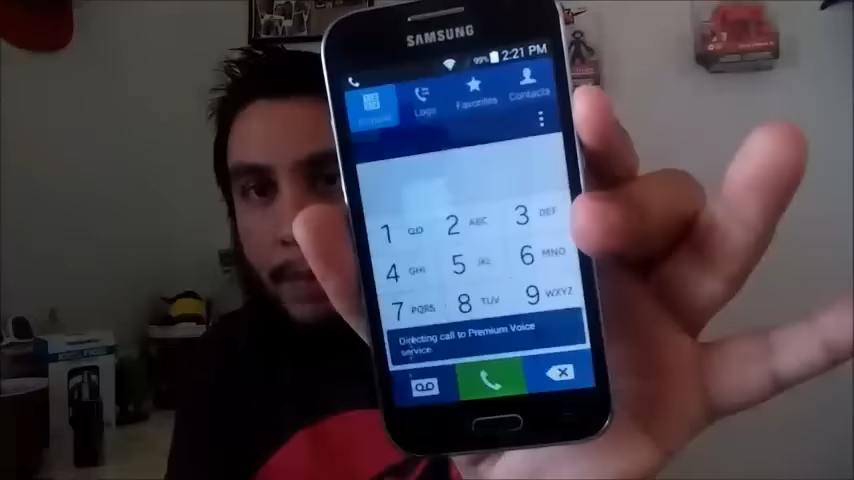 SAMSUNG
99% 2:21 PM
Keypad Logs Favorites Contacts
1 2 ABC 3 DEF
4 GHI 5 JKL 6 MNO
7 PQRS 8 TUV 9 WXYZ
Directing call to Premium Voice
service